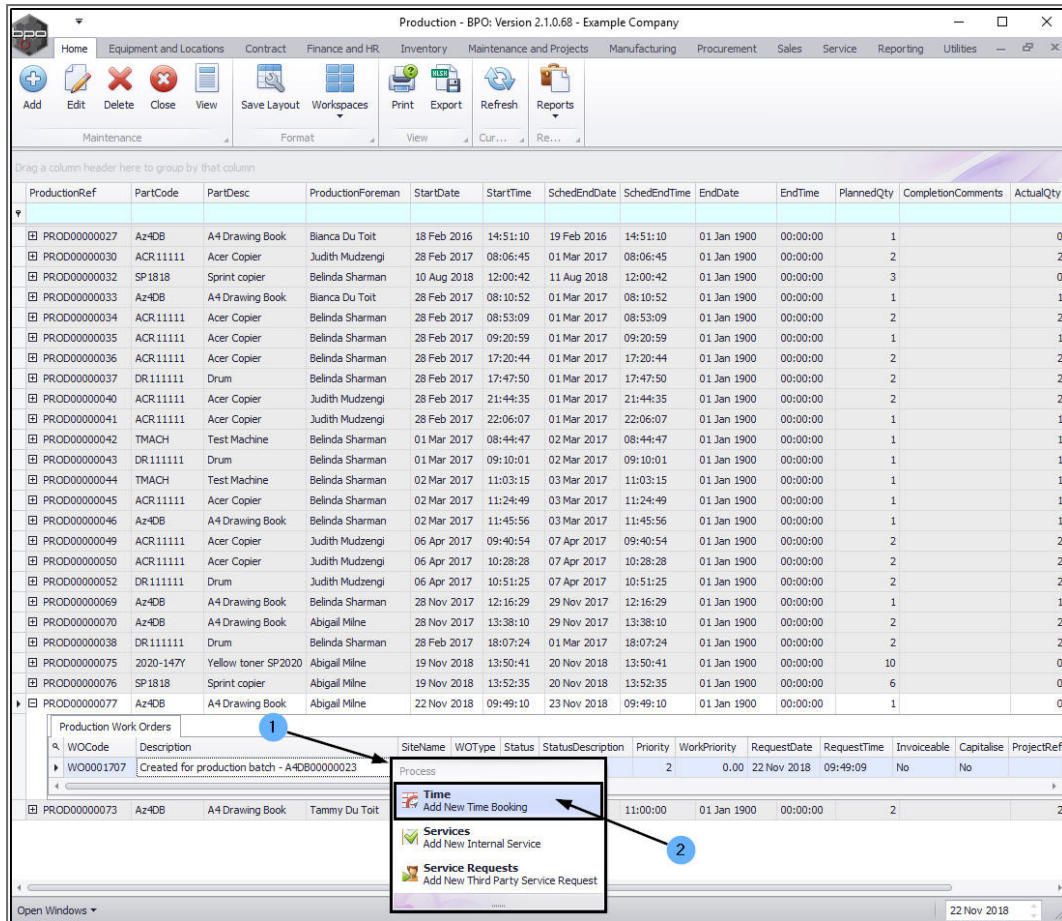 Production - BPO: Version 2.1.0.68 - Example Company
bpo
Home Equipment and Locations Contract Finance and HR Inventory Maintenance and Projects Manufacturing Procurement Sales Service Reporting Utilities
Add Edit Delete Close View Save Layout Workspaces Print Export Refresh Reports
Maintenance Format View Cur... Re...
Drag a column header here to group by that column
ProductionRef PartCode PartDesc ProductionForeman StartDate StartTime SchedEndDate SchedEndTime EndDate EndTime PlannedQty CompletionComments ActualQty
PROD00000027 Az4DB A4 Drawing Book Bianca Du Toit 18 Feb 2016 14:51:10 19 Feb 2016 14:51:10 01 Jan 1900 00:00:00 1 0
PROD00000030 ACR11111 Acer Copier Judith Mudzengi 28 Feb 2017 08:06:45 01 Mar 2017 08:06:45 01 Jan 1900 00:00:00 2 2
PROD00000032 SP1818 Sprint copier Belinda Sharman 10 Aug 2018 12:00:42 11 Aug 2018 12:00:42 01 Jan 1900 00:00:00 3 0
PROD00000033 Az4DB A4 Drawing Book Bianca Du Toit 28 Feb 2017 08:10:52 01 Mar 2017 08:10:52 01 Jan 1900 00:00:00 1 1
PROD00000034 ACR11111 Acer Copier Belinda Sharman 28 Feb 2017 08:53:09 01 Mar 2017 08:53:09 01 Jan 1900 00:00:00 2 2
PROD00000035 ACR11111 Acer Copier Belinda Sharman 28 Feb 2017 09:20:59 01 Mar 2017 09:20:59 01 Jan 1900 00:00:00 1 1
PROD00000036 ACR11111 Acer Copier Belinda Sharman 28 Feb 2017 17:20:44 01 Mar 2017 17:20:44 01 Jan 1900 00:00:00 2 2
PROD00000037 DR111111 Drum Belinda Sharman 28 Feb 2017 17:47:50 01 Mar 2017 17:47:50 01 Jan 1900 00:00:00 2 2
PROD00000040 ACR11111 Acer Copier Judith Mudzengi 28 Feb 2017 21:44:35 01 Mar 2017 21:44:35 01 Jan 1900 00:00:00 2 2
PROD00000041 ACR11111 Acer Copier Judith Mudzengi 28 Feb 2017 22:06:07 01 Mar 2017 22:06:07 01 Jan 1900 00:00:00 1 1
PROD00000042 TMACH Test Machine Belinda Sharman 01 Mar 2017 08:44:47 02 Mar 2017 08:44:47 01 Jan 1900 00:00:00 1 1
PROD00000043 DR111111 Drum Belinda Sharman 01 Mar 2017 09:10:01 02 Mar 2017 09:10:01 01 Jan 1900 00:00:00 1 1
PROD00000044 TMACH Test Machine Belinda Sharman 02 Mar 2017 11:03:15 03 Mar 2017 11:03:15 01 Jan 1900 00:00:00 1 1
PROD00000045 ACR11111 Acer Copier Belinda Sharman 02 Mar 2017 11:24:49 03 Mar 2017 11:24:49 01 Jan 1900 00:00:00 1 1
PROD00000046 Az4DB A4 Drawing Book Belinda Sharman 02 Mar 2017 11:45:56 03 Mar 2017 11:45:56 01 Jan 1900 00:00:00 1 1
PROD00000049 ACR11111 Acer Copier Judith Mudzengi 06 Apr 2017 09:40:54 07 Apr 2017 09:40:54 01 Jan 1900 00:00:00 2 2
PROD00000050 ACR11111 Acer Copier Judith Mudzengi 06 Apr 2017 10:28:28 07 Apr 2017 10:28:28 01 Jan 1900 00:00:00 2 2
PROD00000052 DR111111 Drum Judith Mudzengi 06 Apr 2017 10:51:25 07 Apr 2017 10:51:25 01 Jan 1900 00:00:00 2 2
PROD00000069 Az4DB A4 Drawing Book Belinda Sharman 28 Nov 2017 12:16:29 29 Nov 2017 12:16:29 01 Jan 1900 00:00:00 1 1
PROD00000070 Az4DB A4 Drawing Book Abigail Milne 28 Nov 2017 13:38:10 29 Nov 2017 13:38:10 01 Jan 1900 00:00:00 2 2
PROD00000038 DR111111 Drum Belinda Sharman 28 Feb 2017 18:07:24 01 Mar 2017 18:07:24 01 Jan 1900 00:00:00 2 2
PROD00000075 2020-147Y Yellow toner SP2020 Abigail Milne 19 Nov 2018 13:50:41 20 Nov 2018 13:50:41 01 Jan 1900 00:00:00 10 0
PROD00000076 SP1818 Sprint copier Abigail Milne 19 Nov 2018 13:52:35 20 Nov 2018 13:52:35 01 Jan 1900 00:00:00 6 0
PROD00000077 Az4DB A4 Drawing Book Abigail Milne 22 Nov 2018 09:49:10 23 Nov 2018 09:49:10 01 Jan 1900 00:00:00 1 0
Production Work Orders 1
WOCode Description SiteName WOType Status StatusDescription Priority WorkPriority RequestDate RequestTime Invoiceable Capitalise ProjectRef
WO0001707 Created for production batch - A4DB00000023 2 0.00 22 Nov 2018 09:49:09 No No
Process
Time
Add New Time Booking
PROD00000073 Az4DB A4 Drawing Book Tammy Du Toit 11:00:00 01 Jan 1900 00:00:00 2 2
Services
Add New Internal Service
2
Service Requests
Add New Third Party Service Request
Open Windows 22 Nov 2018